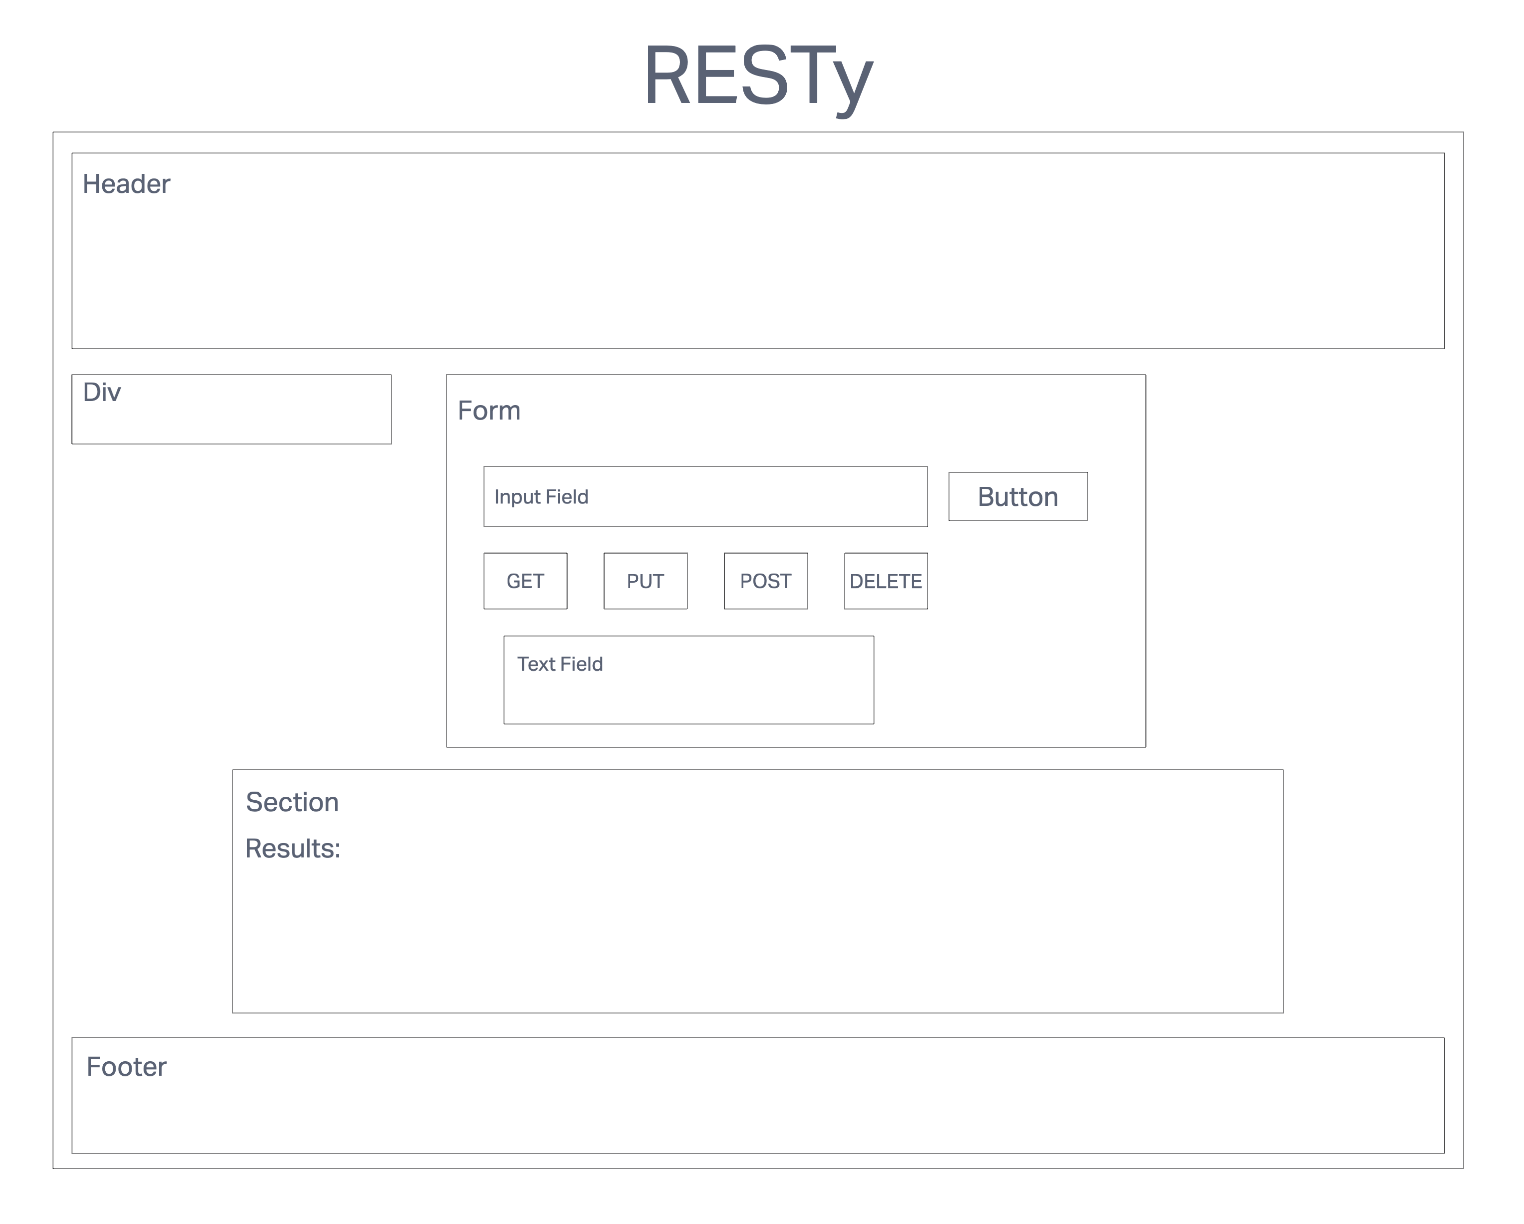 RESTy
Header
Div
Form
Input Field
Button
GET
PUT
POST
DELETE
Text Field
Section
Results:
Footer